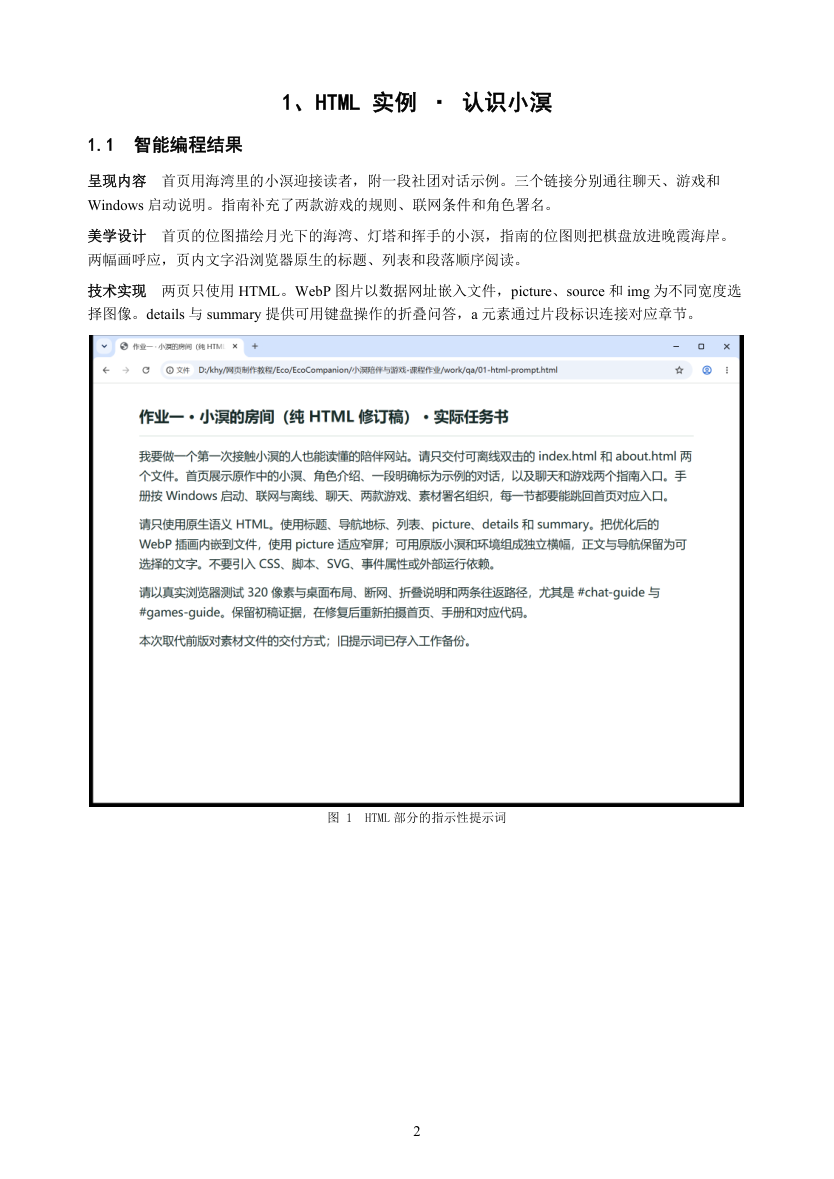 1、HTML 实例 · 认识小溟
1.1 智能编程结果
呈现内容 首页用海湾里的小溟迎接读者，附一段社团对话示例。三个链接分别通往聊天、游戏和
Windows 启动说明。指南补充了两款游戏的规则、联网条件和角色署名。
美学设计 首页的位图描绘月光下的海湾、灯塔和挥手的小溟，指南的位图则把棋盘放进晚霞海岸。
两幅画呼应，页内文字沿浏览器原生的标题、列表和段落顺序阅读。
技术实现 两页只使用 HTML。WebP 图片以数据网址嵌入文件，picture、source 和 img 为不同宽度选
择图像。details 与 summary 提供可用键盘操作的折叠问答，a 元素通过片段标识连接对应章节。
作业一 · 小溟的房间（纯 HTML
文件 D:/khy/网页制作教程/Eco/EcoCompanion/小溟陪伴与游戏-课程作业/work/qa/01-html-prompt.html
作业一 · 小溟的房间（纯 HTML 修订稿） · 实际任务书
我要做一个第一次接触小溟的人也能读懂的陪伴网站。请只交付可离线双击的 index.html 和 about.html 两
个文件。首页展示原作中的小溟、角色介绍、一段明确标为示例的对话，以及聊天和游戏两个指南入口。手
册按 Windows 启动、联网与离线、聊天、两款游戏、素材署名组织，每一节都要能跳回首页对应入口。
请只使用原生语义 HTML。使用标题、导航地标、列表、picture、details 和 summary。把优化后的
WebP 插画内嵌到文件，使用 picture 适应窄屏；可用原版小溟和环境组成独立横幅，正文与导航保留为可
选择的文字。不要引入 CSS、脚本、SVG、事件属性或外部运行依赖。
请以真实浏览器测试 320 像素与桌面布局、断网、折叠说明和两条往返路径，尤其是 #chat-guide 与
#games-guide。保留初稿证据，在修复后重新拍摄首页、手册和对应代码。
本次取代前版对素材文件的交付方式；旧提示词已存入工作备份。
图 1 HTML 部分的指示性提示词
2